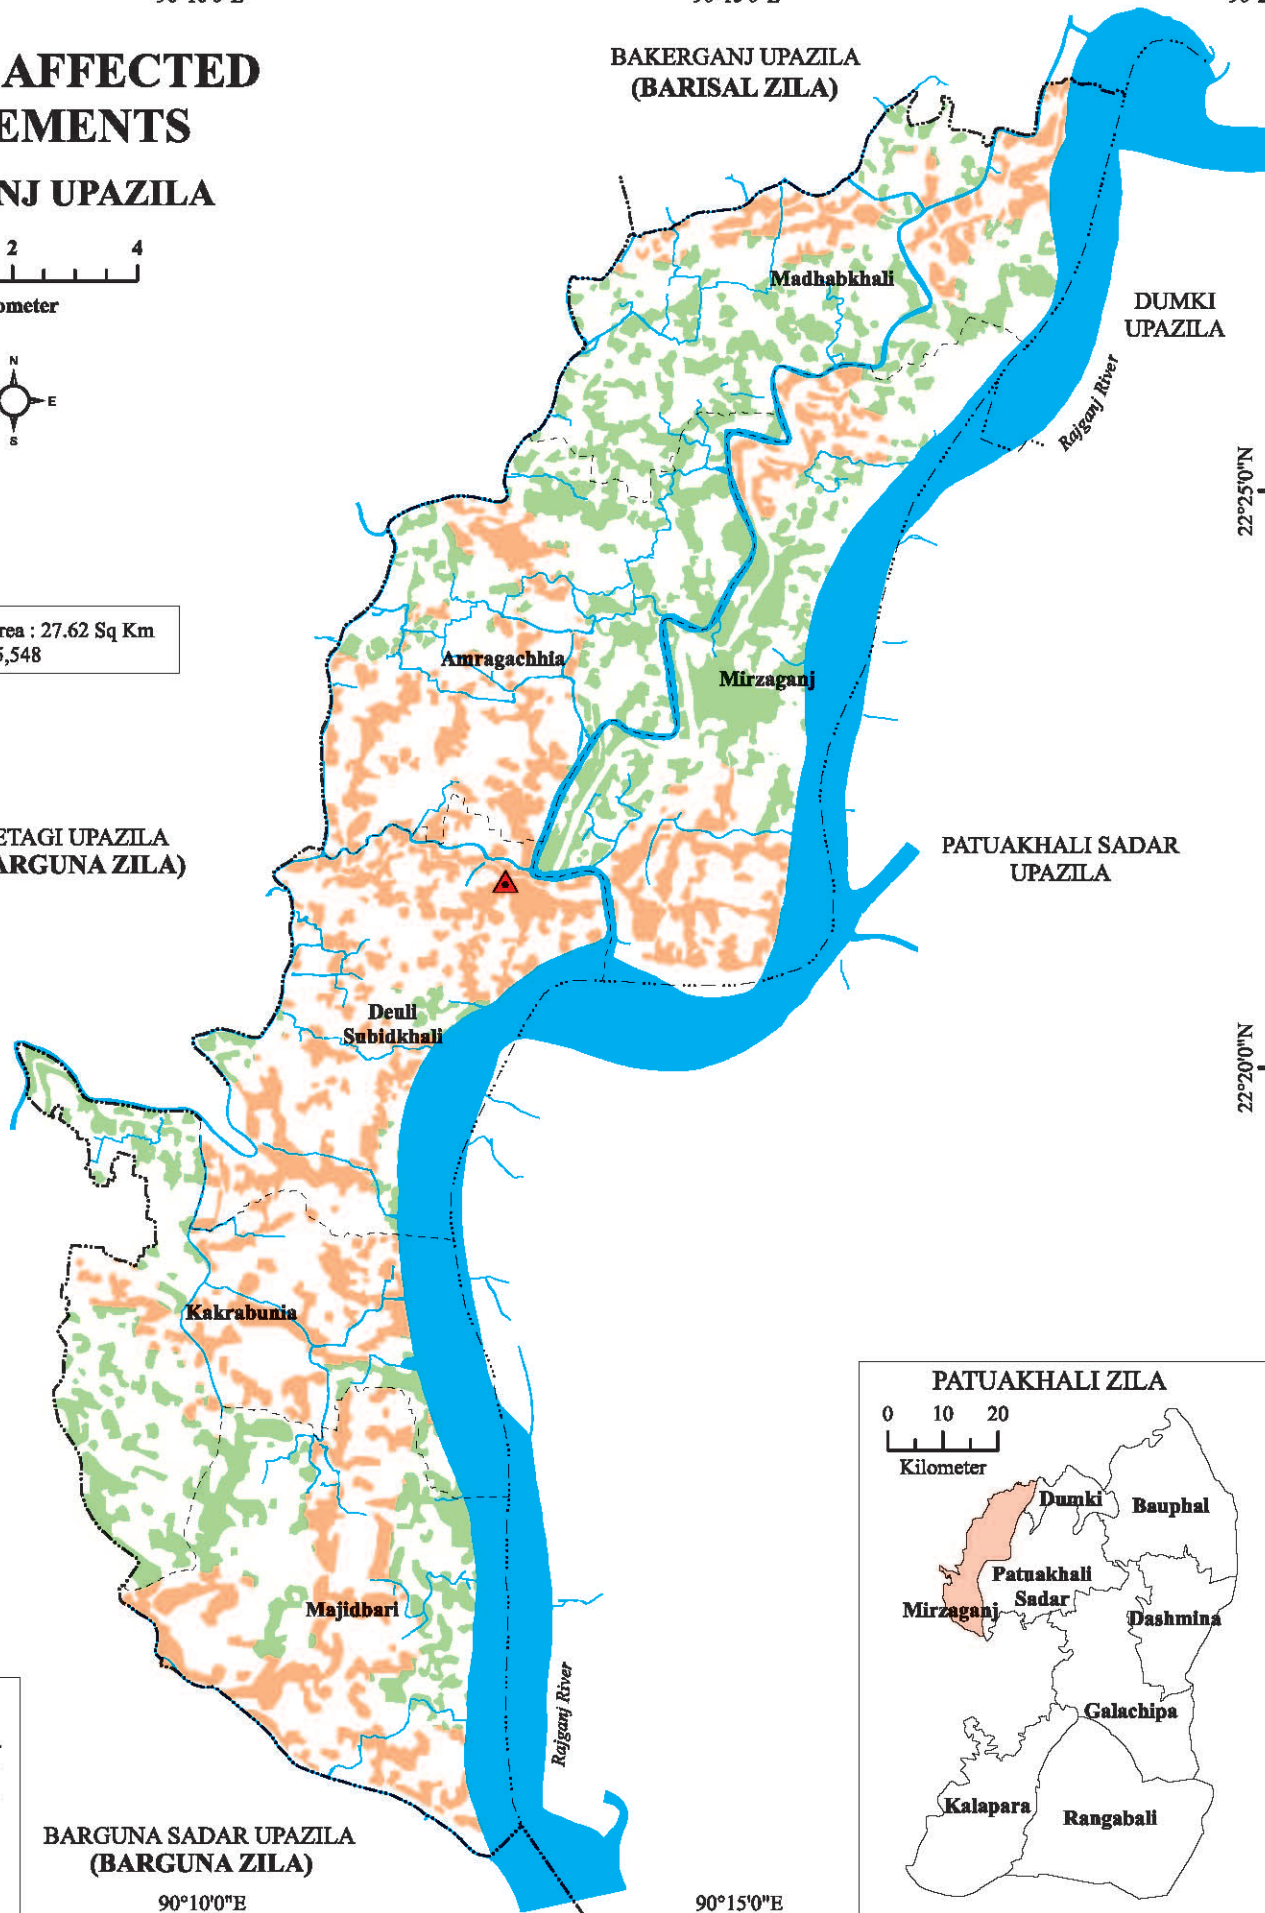 AFFECTED
EMENTS
NJ UPAZILA
2 4
ometer
N
E
S
rea : 27.62 Sq Km
5,548
BAKERGANJ UPAZILA
(BARISAL ZILA)
Madhabkhali
DUMKI
UPAZILA
Rajganj River
22°25'0"N
Amragachhia
Mirzaganj
ETAGI UPAZILA
ARGUNA ZILA)
PATUAKHALI SADAR
UPAZILA
Deuli
Subidkhali
22°20'0"N
Kakrabunia
Majidbari
Rajganj River
BARGUNA SADAR UPAZILA
(BARGUNA ZILA)
90°10'0"E
90°15'0"E
PATUAKHALI ZILA
0 10 20
Kilometer
Dumki
Bauphal
Patuakhali
Sadar
Mirzaganj
Dashmina
Galachipa
Kalapara
Rangabali